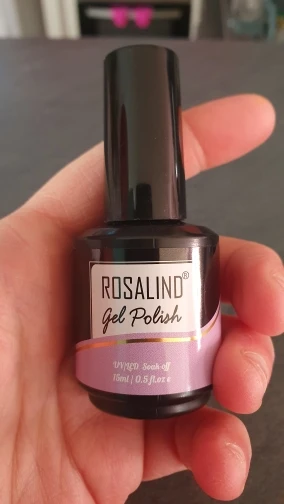 ROSALIND®
Gel Polish
UV/LED Soak-off
15ml | 0.5 fl.oz e